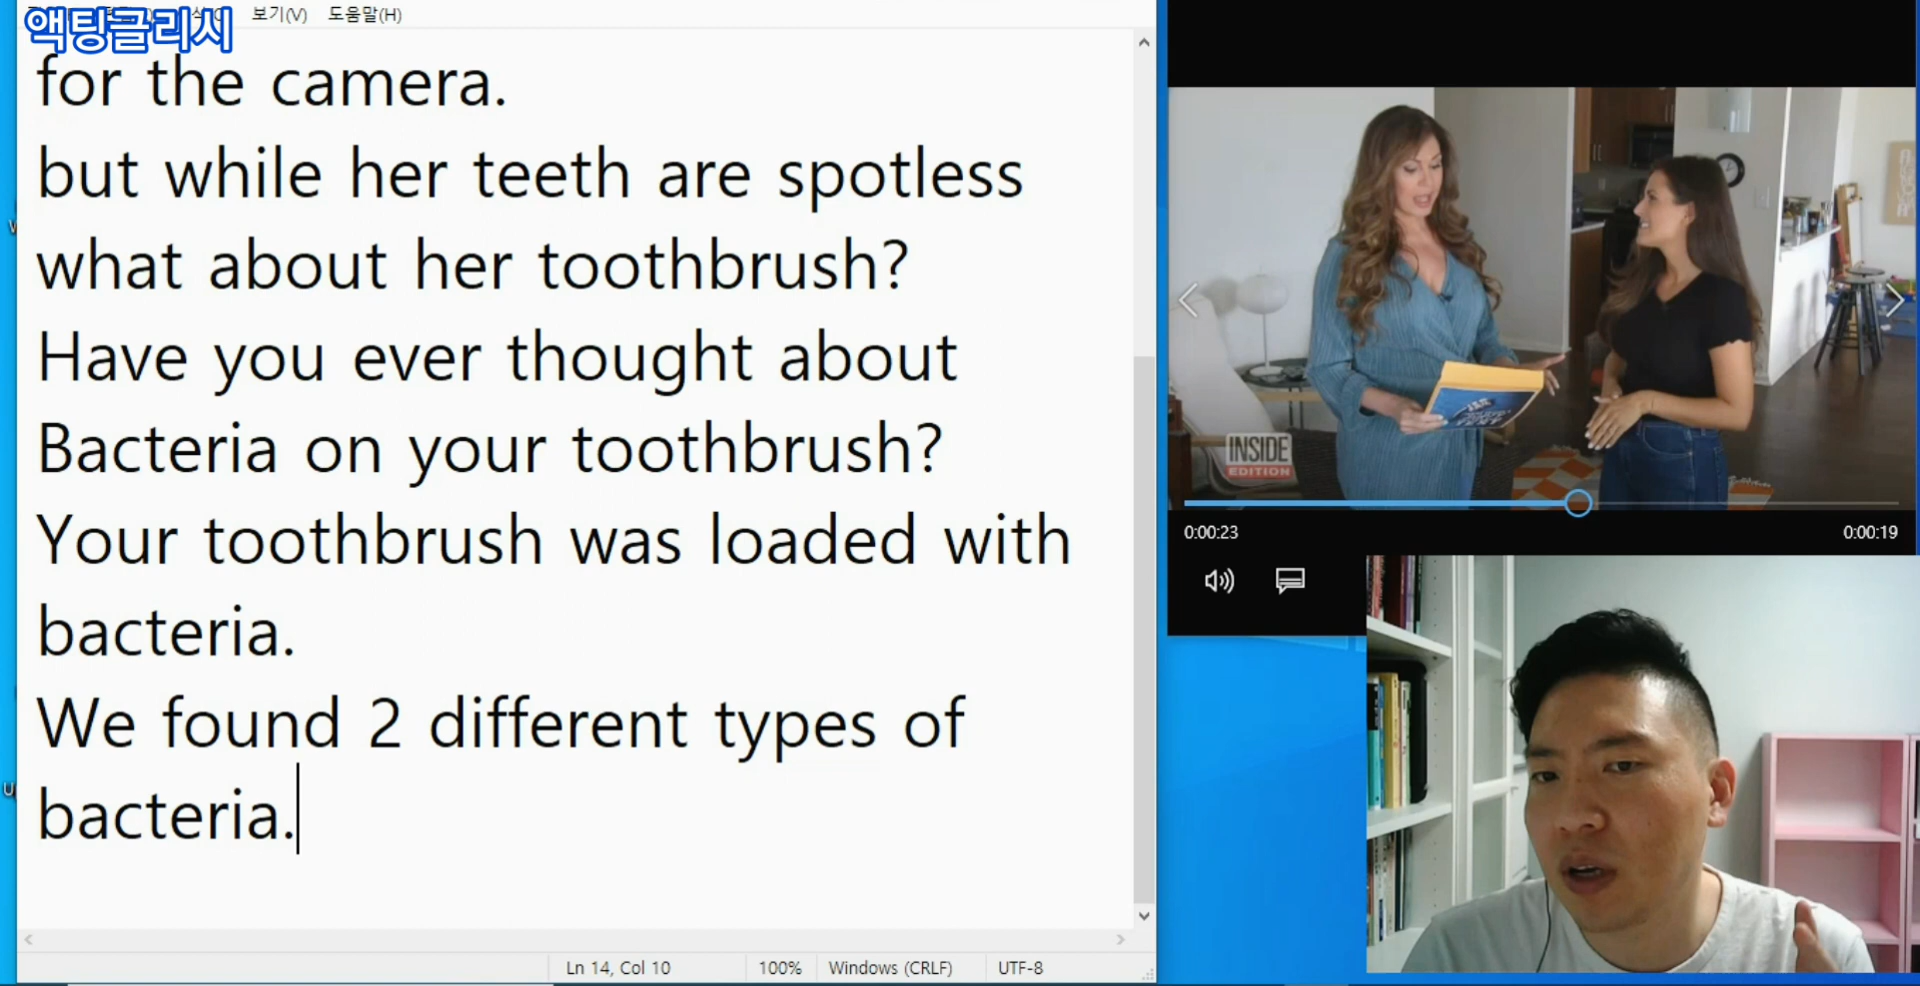 액팅글리시
보기(V) 도움말(H)
for the camera.
but while her teeth are spotless
what about her toothbrush?
Have you ever thought about
Bacteria on your toothbrush?
Your toothbrush was loaded with
bacteria.
We found 2 different types of
bacteria.
Ln 14, Col 10 100% Windows (CRLF) UTF-8
INSIDE
EDITION
0:00:23 0:00:19